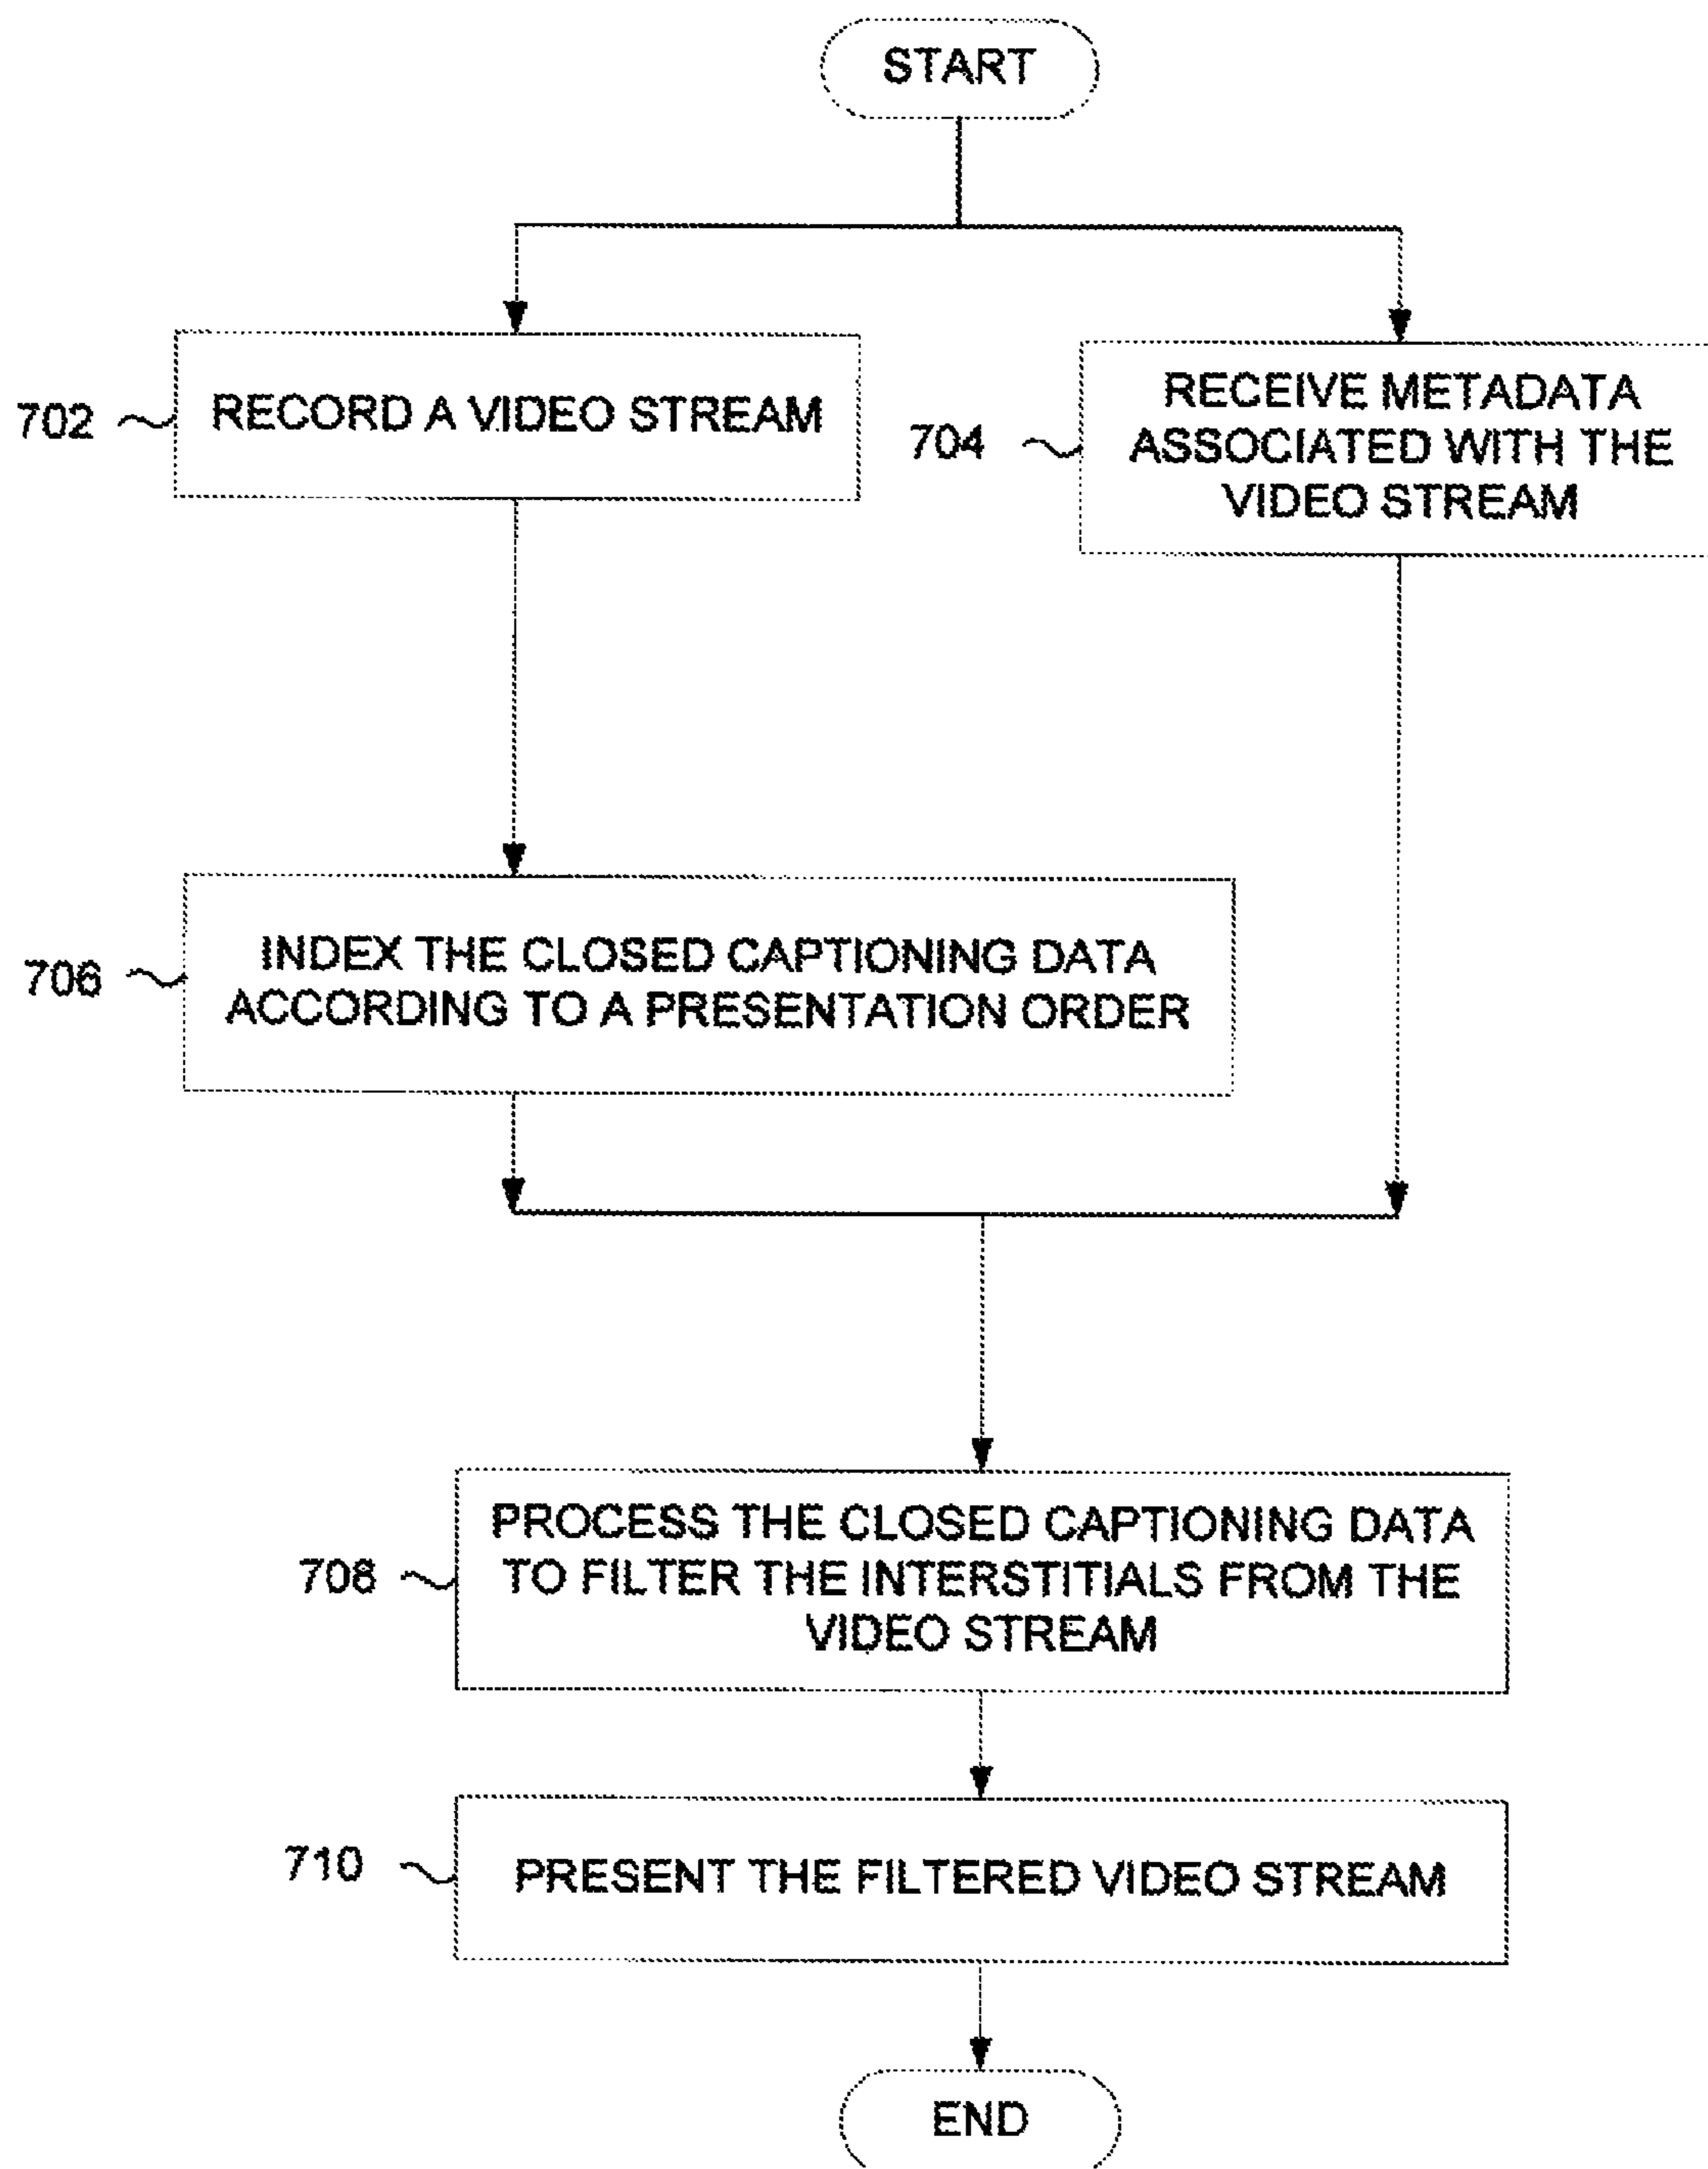 START
702
RECORD A VIDEO STREAM
704
RECEIVE METADATA
ASSOCIATED WITH THE
VIDEO STREAM
706
INDEX THE CLOSED CAPTIONING DATA
ACCORDING TO A PRESENTATION ORDER
708
PROCESS THE CLOSED CAPTIONING DATA
TO FILTER THE INTERSTITIALS FROM THE
VIDEO STREAM
710
PRESENT THE FILTERED VIDEO STREAM
END